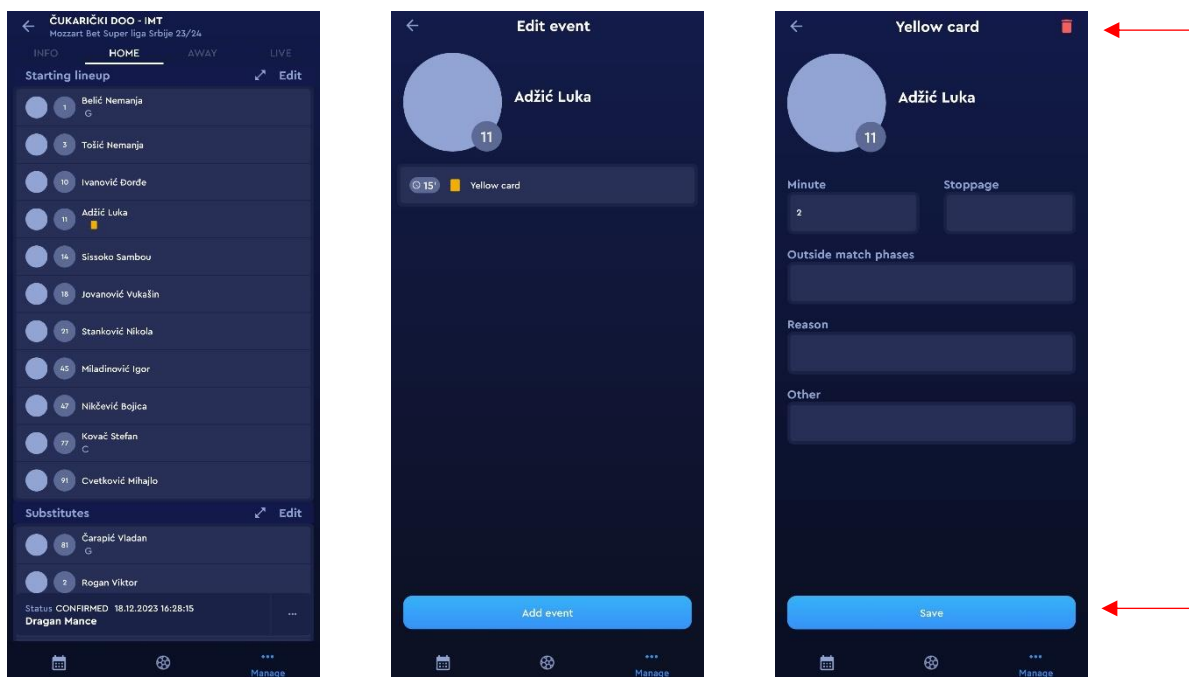 ČUKARIČKI DOO - IMT
Mozzart Bet Super liga Srbije 23/24
INFO HOME AWAY LIVE
Starting lineup Edit
1 Belić Nemanja
G
3 Tošić Nemanja
10 Ivanović Đorđe
11 Adžić Luka
14 Sissoko Sambou
18 Jovanović Vukašin
21 Stanković Nikola
45 Miladinović Igor
47 Nikčević Bojica
77 Kovač Stefan
C
91 Cvetković Mihajlo
Substitutes Edit
81 Čarapić Vladan
G
2 Rogan Viktor
Status CONFIRMED 18.12.2023 16:28:15
Dragan Mance
Manage
Edit event
Adžić Luka
11
15' Yellow card
Add event
Manage
Yellow card
Adžić Luka
11
Minute Stoppage
2
Outside match phases
Reason
Other
Save
Manage